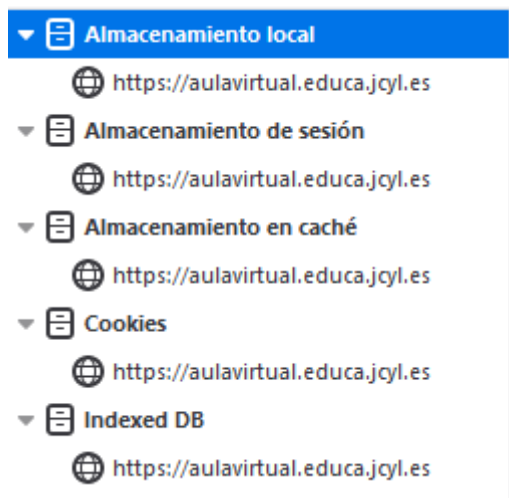 Almacenamiento local
https://aulavirtual.educa.jcyl.es
Almacenamiento de sesión
https://aulavirtual.educa.jcyl.es
Almacenamiento en caché
https://aulavirtual.educa.jcyl.es
Cookies
https://aulavirtual.educa.jcyl.es
Indexed DB
https://aulavirtual.educa.jcyl.es